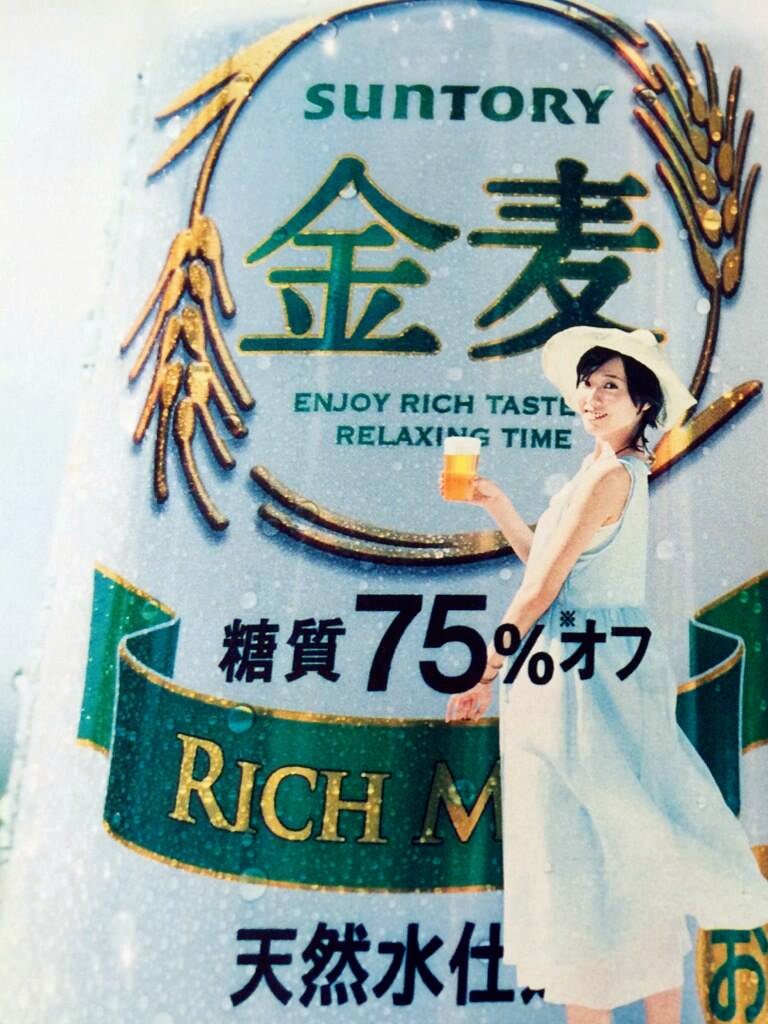 SUNTORY
金麦
ENJOY RICH TASTE
RELAXING TIME
糖質75%※オフ
RICH M
天然水仕
お